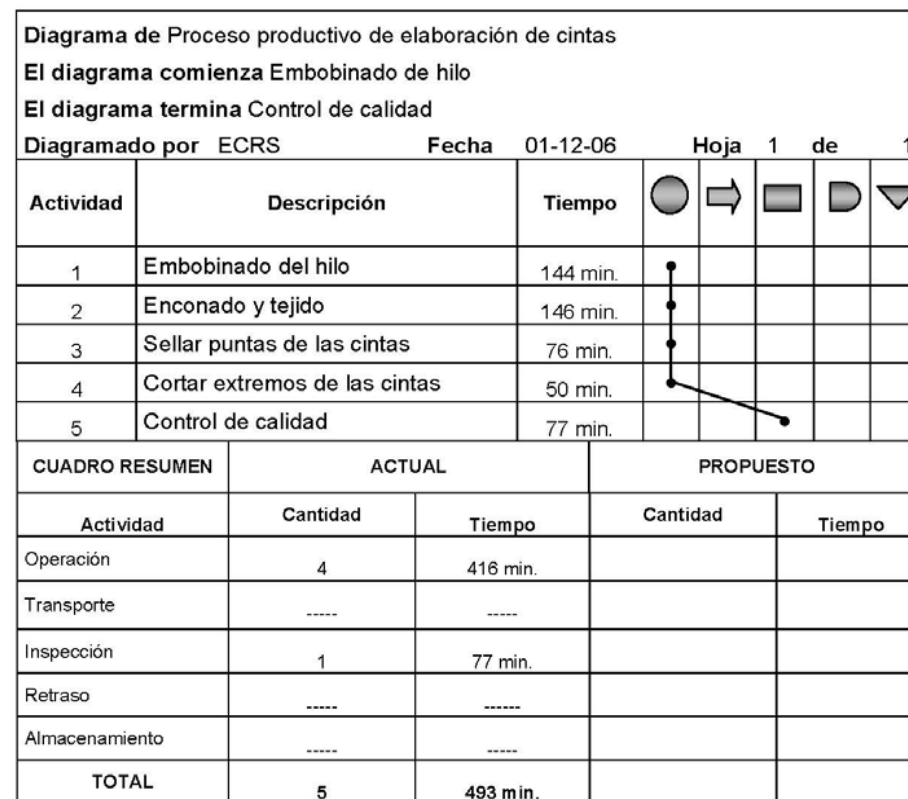 Diagrama de Proceso productivo de elaboración de cintas
El diagrama comienza Embobinado de hilo
El diagrama termina Control de calidad
Diagramado por ECRS Fecha 01-12-06 Hoja 1 de 1
Actividad Descripción Tiempo
1 Embobinado del hilo 144 min.
2 Enconado y tejido 146 min.
3 Sellar puntas de las cintas 76 min.
4 Cortar extremos de las cintas 50 min.
5 Control de calidad 77 min.
CUADRO RESUMEN ACTUAL PROPUESTO
Actividad Cantidad Tiempo Cantidad Tiempo
Operación 4 416 min.
Transporte ----- -----
Inspección 1 77 min.
Retraso ----- ------
Almacenamiento ----- -----
TOTAL 5 493 min.